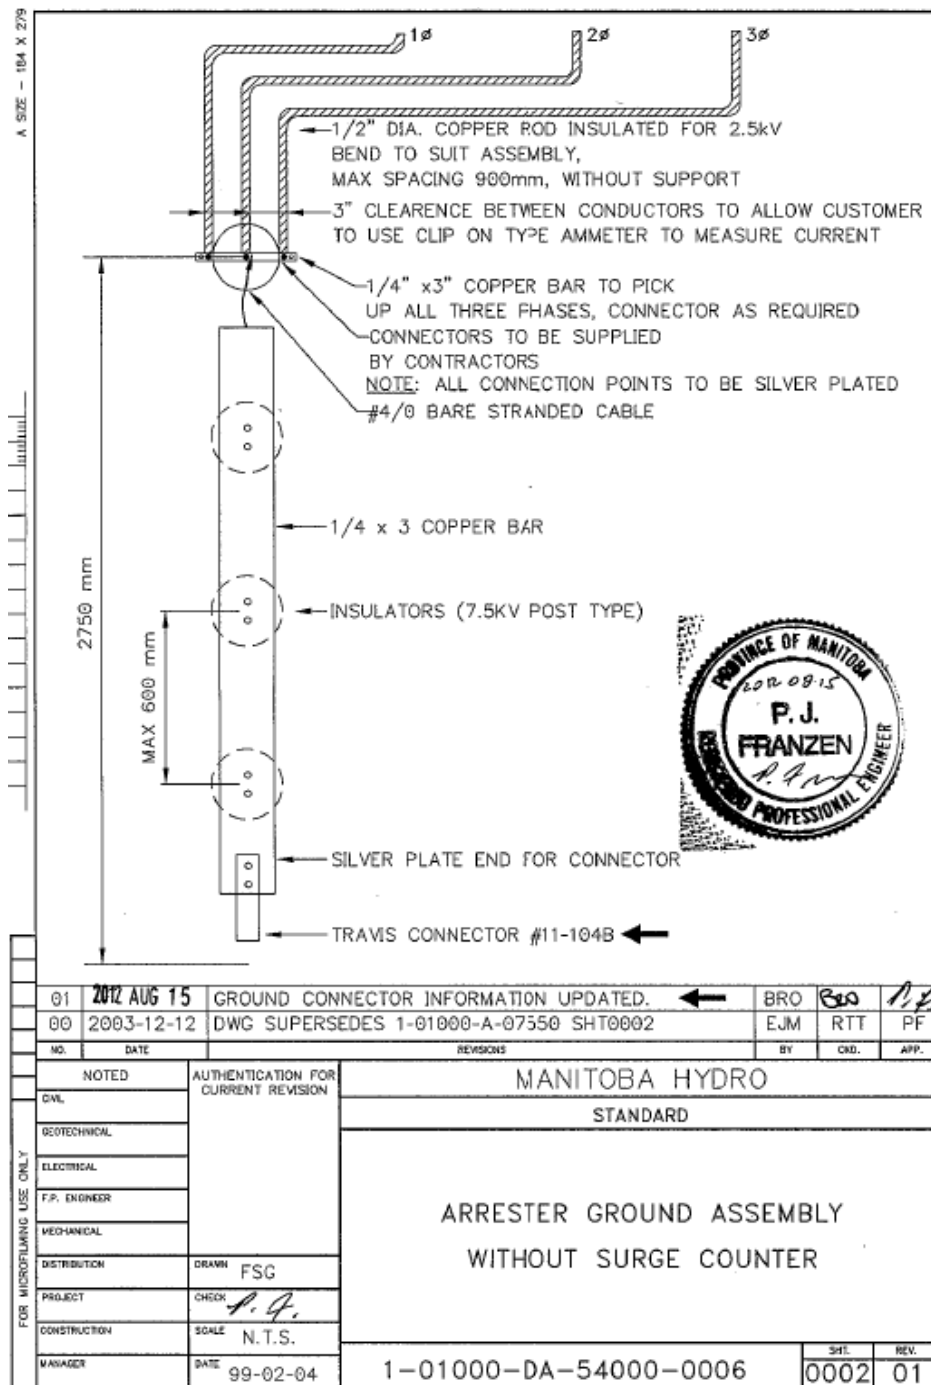 A SIZE - 184 X 279
1ø
2ø
3ø
1/2" DIA. COPPER ROD INSULATED FOR 2.5kV
BEND TO SUIT ASSEMBLY,
MAX SPACING 900mm, WITHOUT SUPPORT
3" CLEARENCE BETWEEN CONDUCTORS TO ALLOW CUSTOMER
TO USE CLIP ON TYPE AMMETER TO MEASURE CURRENT
1/4" x3" COPPER BAR TO PICK
UP ALL THREE FHASES, CONNECTOR AS REQUIRED
CONNECTORS TO BE SUPPLIED
BY CONTRACTORS
NOTE: ALL CONNECTION POINTS TO BE SILVER PLATED
#4/0 BARE STRANDED CABLE
1/4 x 3 COPPER BAR
2750 mm
INSULATORS (7.5KV POST TYPE)
MAX 600 mm
PROVINCE OF MANITOBA
2012 08-15
P. J.
FRANZEN
REGISTERED PROFESSIONAL ENGINEER
SILVER PLATE END FOR CONNECTOR
TRAVIS CONNECTOR #11-104B
01 2012 AUG 15 GROUND CONNECTOR INFORMATION UPDATED. BRO BRO P.F
00 2003-12-12 DWG SUPERSEDES 1-01000-A-07550 SHT0002 EJM RTT PF
NO. DATE REVISIONS BY CKD. APP.
NOTED
AUTHENTICATION FOR
CURRENT REVISION
MANITOBA HYDRO
STANDARD
CIVIL
GEOTECHNICAL
ELECTRICAL
F.P. ENGINEER
MECHANICAL
DISTRIBUTION
PROJECT
CONSTRUCTION
MANAGER
FOR MICROFILMING USE ONLY
DRAWN FSG
CHECK P. F.
SCALE N.T.S.
DATE 99-02-04
ARRESTER GROUND ASSEMBLY
WITHOUT SURGE COUNTER
1-01000-DA-54000-0006
SHT. 0002
REV. 01